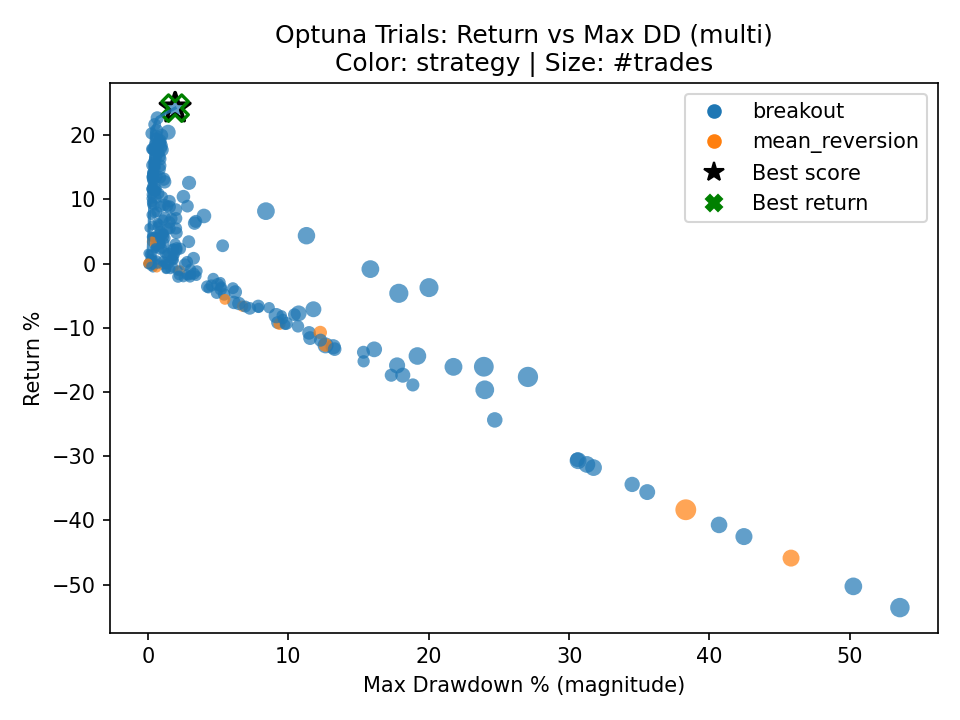 Optuna Trials: Return vs Max DD (multi)
Color: strategy | Size: #trades
breakout
mean_reversion
Best score
Best return
Return %
20
10
0
−10
−20
−30
−40
−50
0
10
20
30
40
50
Max Drawdown % (magnitude)